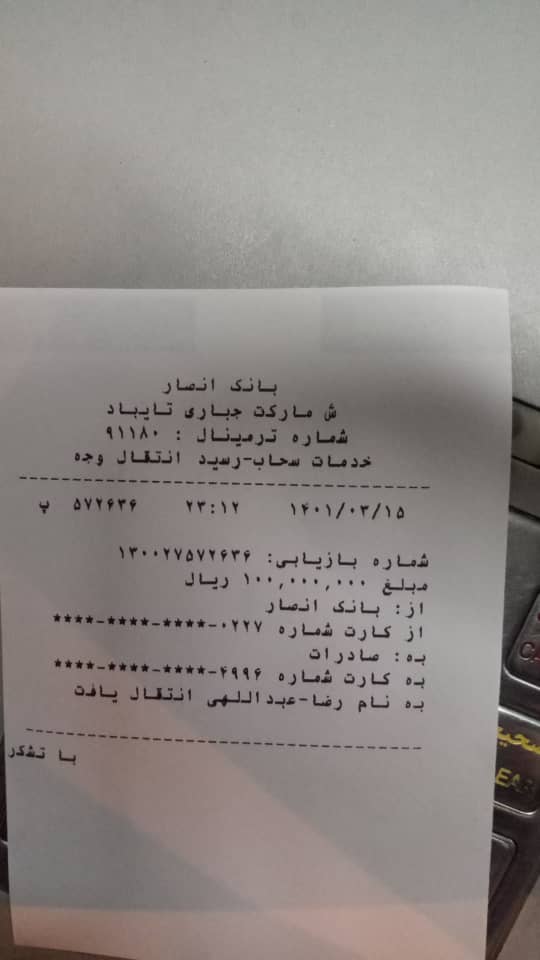 بانک انصار
ش مارکت جباری تایباد
شماره ترمینال : ۹۱۱۸۰
خدمات سحاب-رسید انتقال وجه
۱۴۰۱/۰۳/۱۵ ۲۳:۱۲ ۵۷۲۶۳۶ پ
شماره بازیابی: ۱۳۰۰۲۷۵۷۲۶۳۶
مبلغ ۱۰۰,۰۰۰,۰۰۰ ریال
از: بانک انصار
از کارت شماره ۰۲۲۷-****-****-****
به: صادرات
به کارت شماره ۴۹۹۶-****-****-****
به نام رضا-عبداللهی انتقال یافت
با تشکر